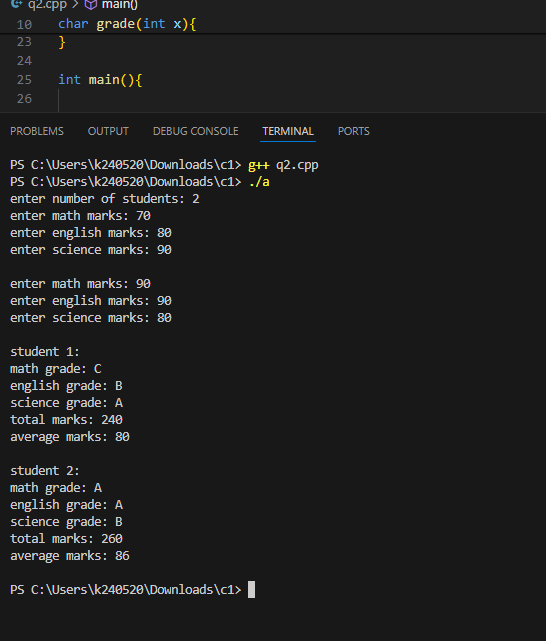 q2.cpp > main()
10 char grade(int x){
23 }
24
25 int main(){
26
PROBLEMS OUTPUT DEBUG CONSOLE TERMINAL PORTS
PS C:\Users\k240520\Downloads\c1> g++ q2.cpp
PS C:\Users\k240520\Downloads\c1> ./a
enter number of students: 2
enter math marks: 70
enter english marks: 80
enter science marks: 90

enter math marks: 90
enter english marks: 90
enter science marks: 80

student 1:
math grade: C
english grade: B
science grade: A
total marks: 240
average marks: 80

student 2:
math grade: A
english grade: A
science grade: B
total marks: 260
average marks: 86

PS C:\Users\k240520\Downloads\c1>